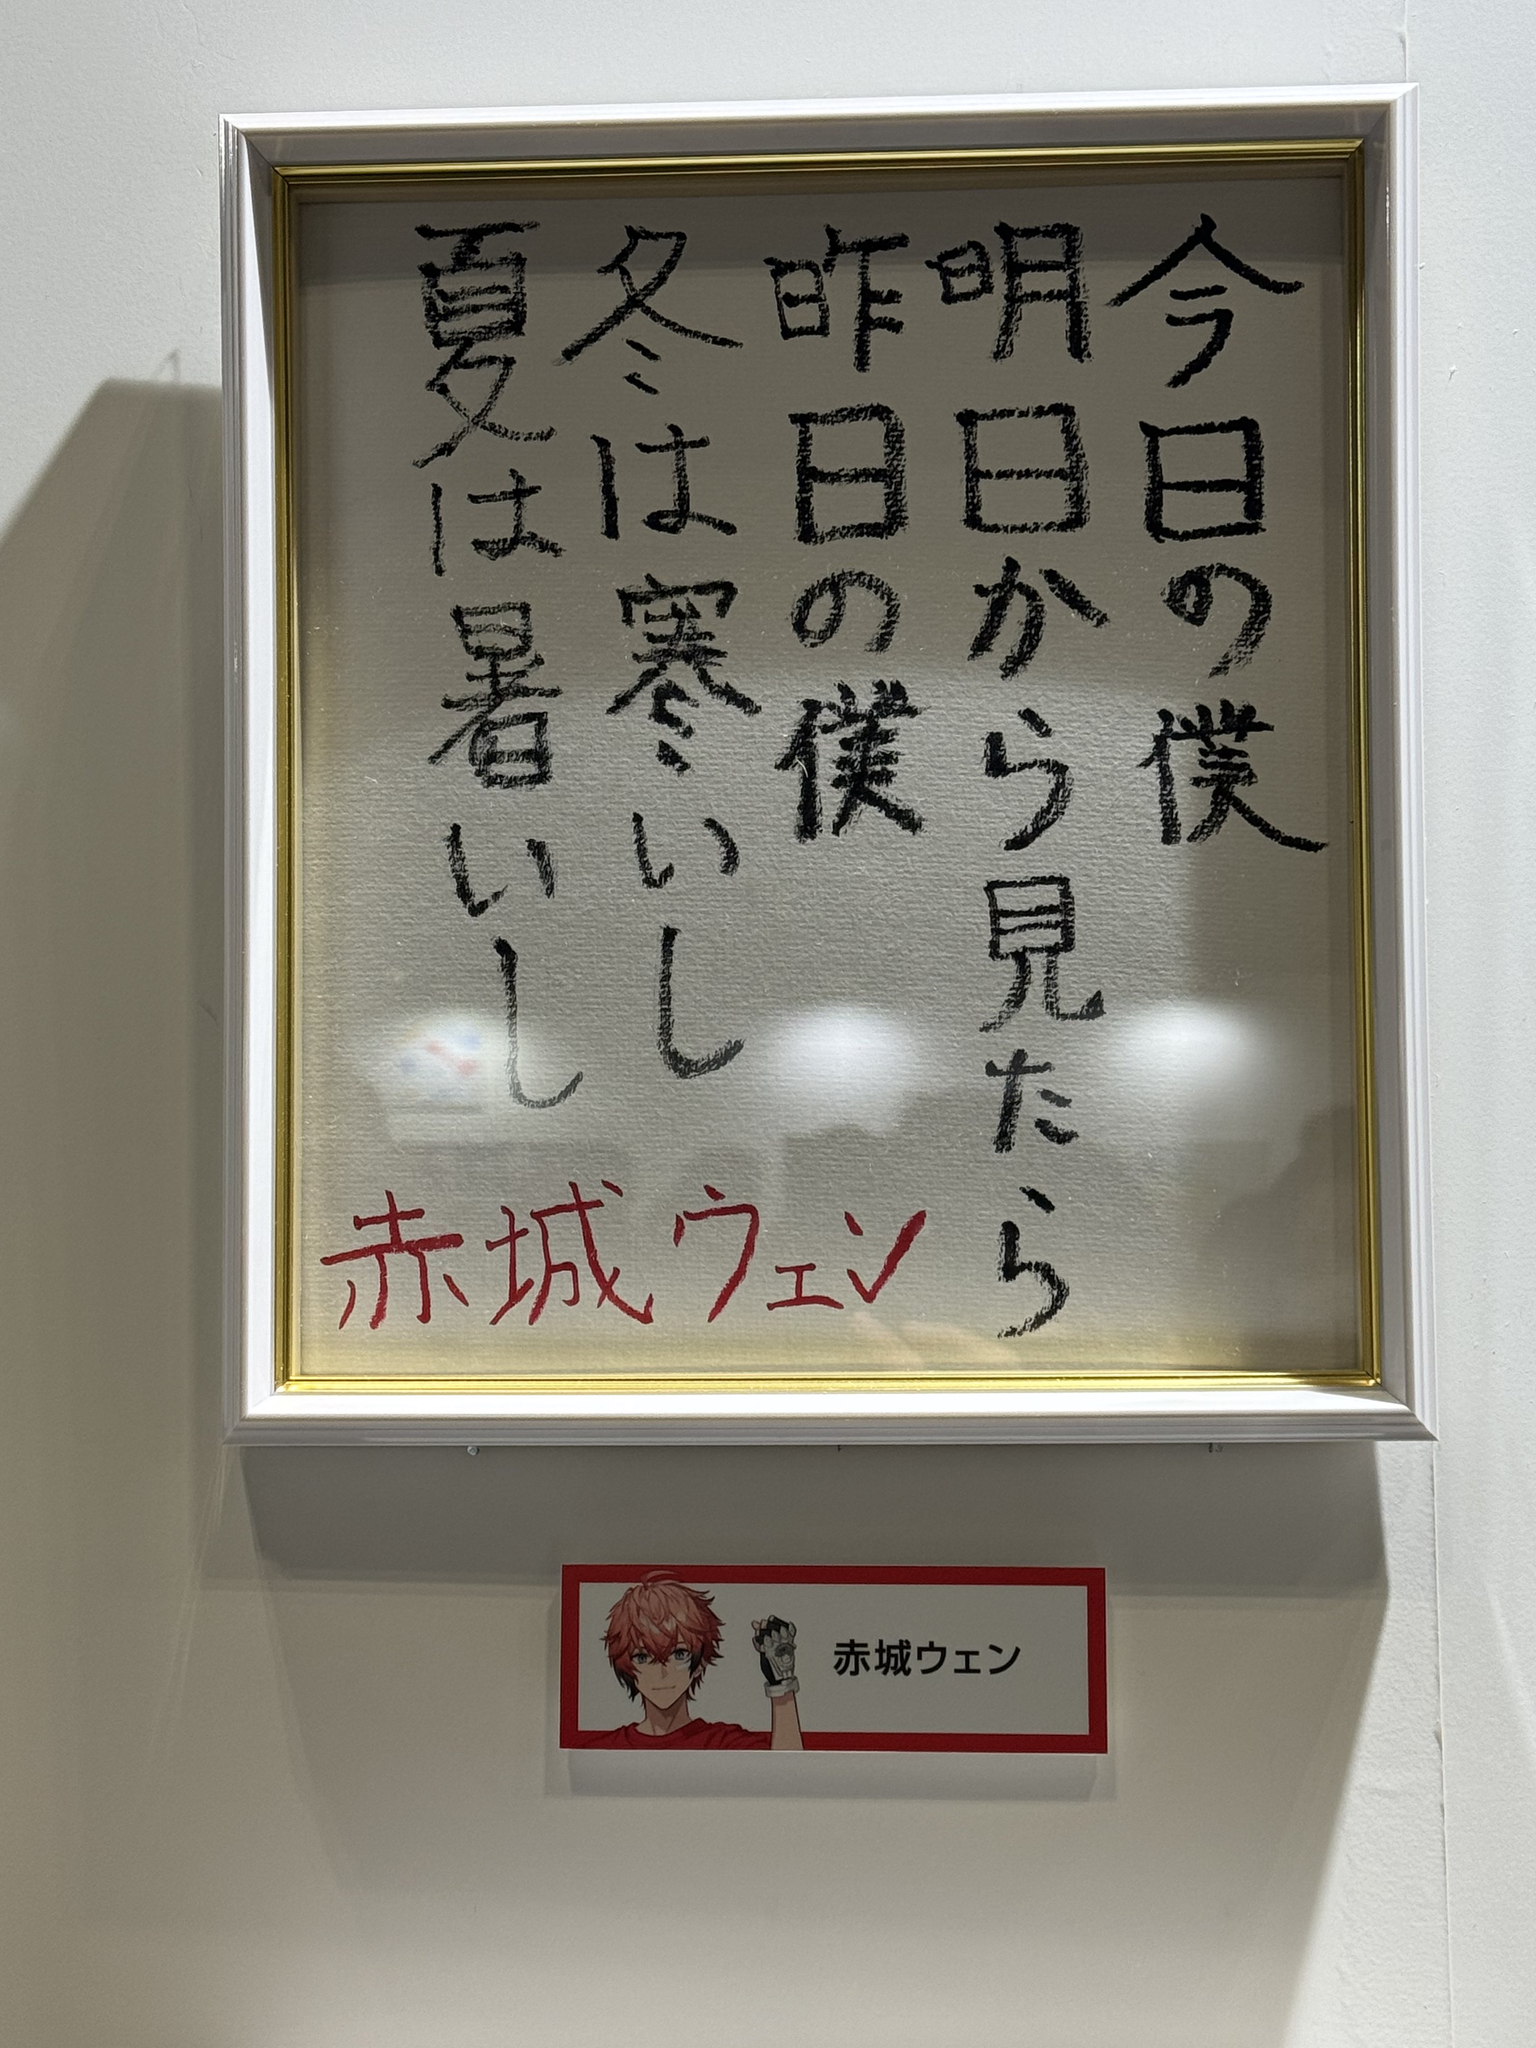 今日の僕
明日から見たら
昨日の僕
冬は寒いし
夏は暑いし
赤城ウェン
赤城ウェン